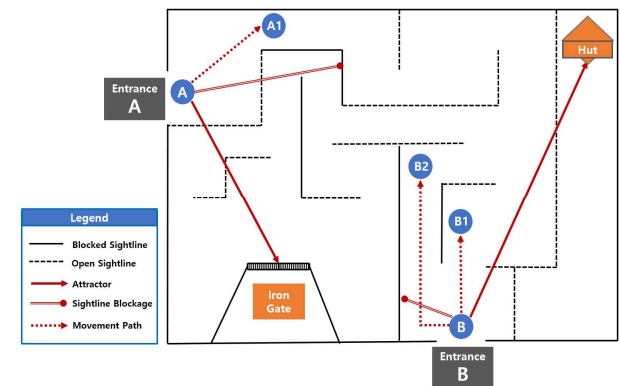 A1
Hut
Entrance
A
A
B2
B1
Legend
Blocked Sightline
Open Sightline
Attractor
Sightline Blockage
Movement Path
Iron
Gate
B
Entrance
B